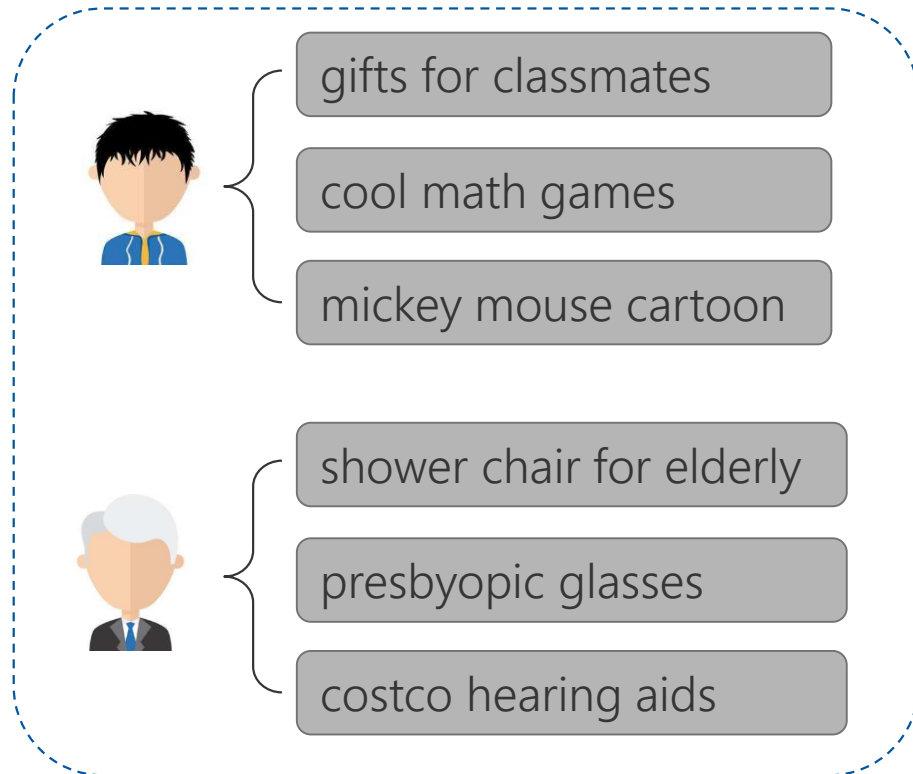 gifts for classmates
cool math games
mickey mouse cartoon
shower chair for elderly
presbyopic glasses
costco hearing aids